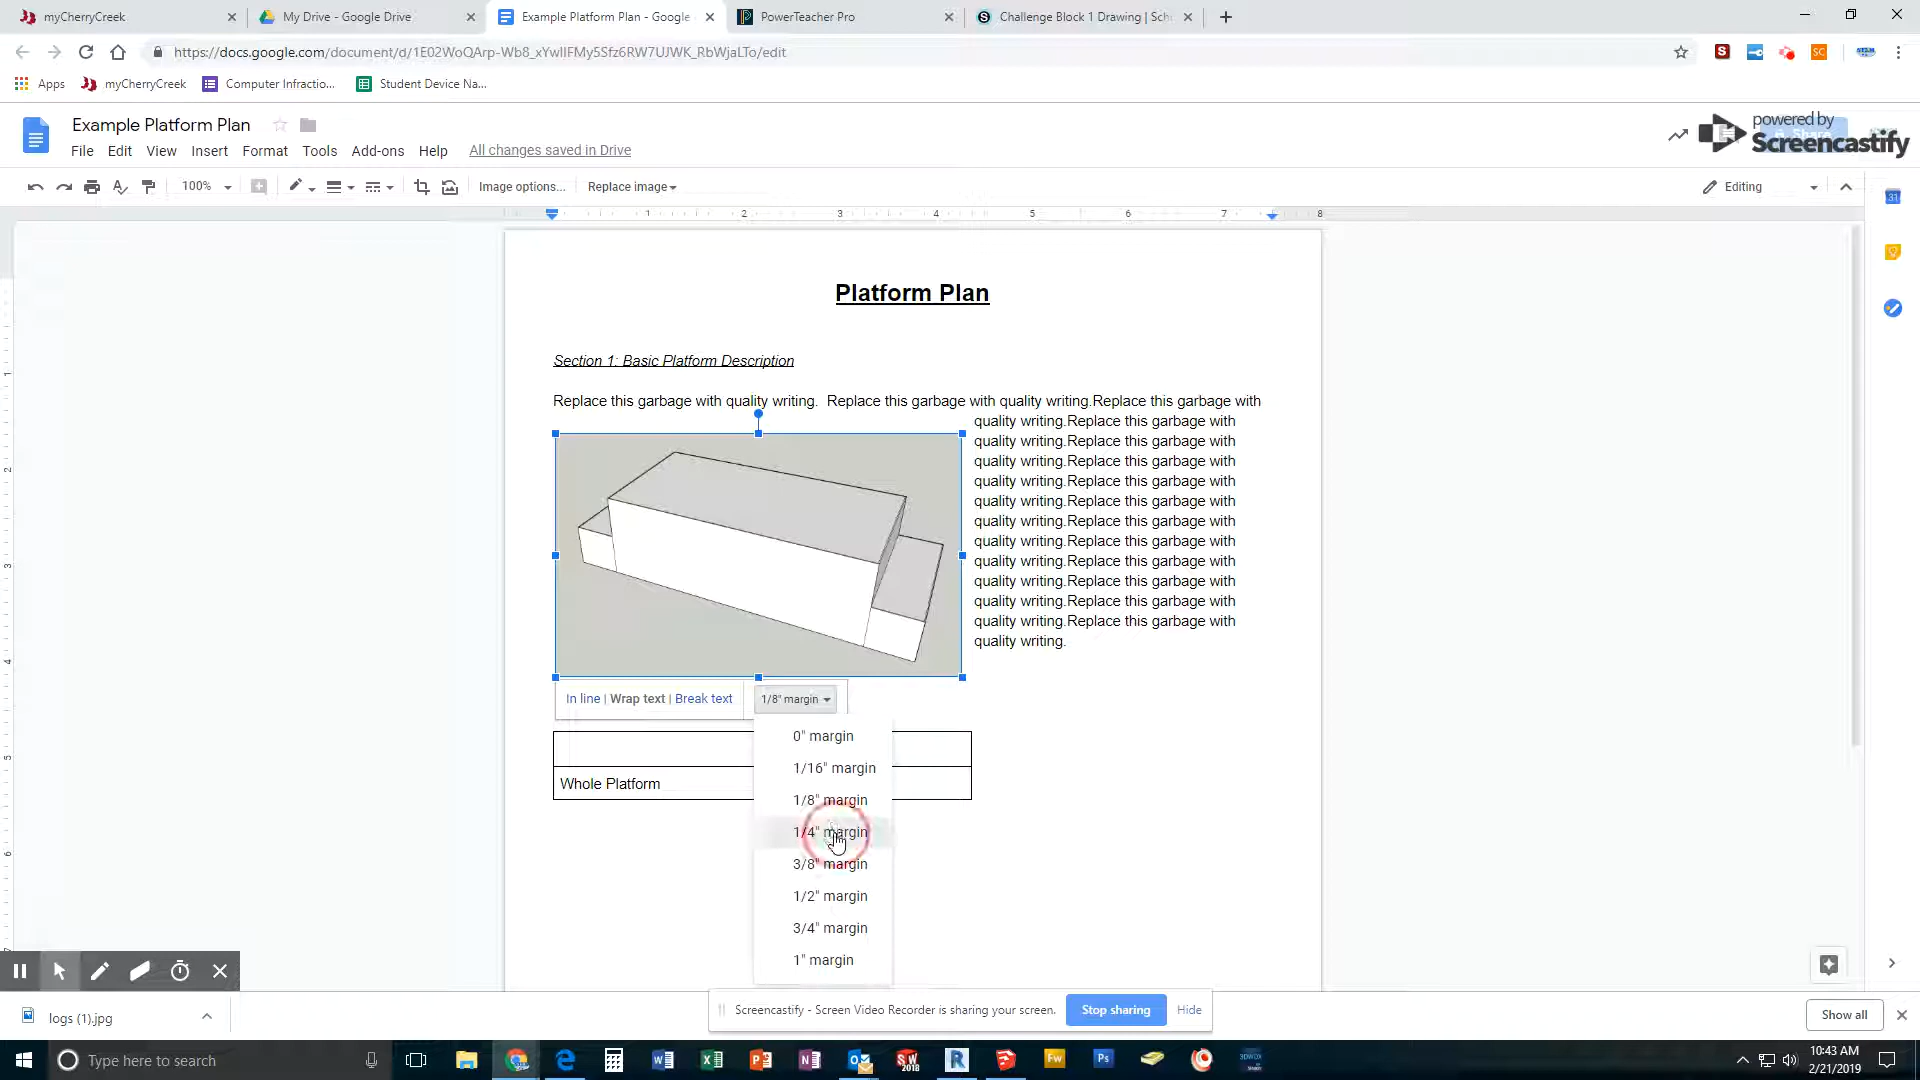 myCherryCreek
My Drive - Google Drive
Example Platform Plan - Google
PowerTeacher Pro
Challenge Block 1 Drawing | Sch
https://docs.google.com/document/d/1E02WoQArp-Wb8_xYwIIFMy5Sfz6RW7UJWK_RbWjaLTo/edit
Apps
myCherryCreek
Computer Infractio...
Student Device Na...
Example Platform Plan
powered by
Screencastify
File Edit View Insert Format Tools Add-ons Help
All changes saved in Drive
100%
Image options...
Replace image
Editing
1 2 3 4 5 6 7 8
Platform Plan
Section 1: Basic Platform Description
Replace this garbage with quality writing.  Replace this garbage with quality writing.Replace this garbage with
quality writing.Replace this garbage with
quality writing.Replace this garbage with
quality writing.Replace this garbage with
quality writing.Replace this garbage with
quality writing.Replace this garbage with
quality writing.Replace this garbage with
quality writing.Replace this garbage with
quality writing.Replace this garbage with
quality writing.Replace this garbage with
quality writing.Replace this garbage with
quality writing.Replace this garbage with
quality writing.
In line | Wrap text | Break text
1/8" margin
0" margin
1/16" margin
1/8" margin
1/4" margin
3/8" margin
1/2" margin
3/4" margin
1" margin
Whole Platform
logs (1).jpg
Screencastify - Screen Video Recorder is sharing your screen.
Stop sharing
Hide
Show all
Type here to search
10:43 AM
2/21/2019